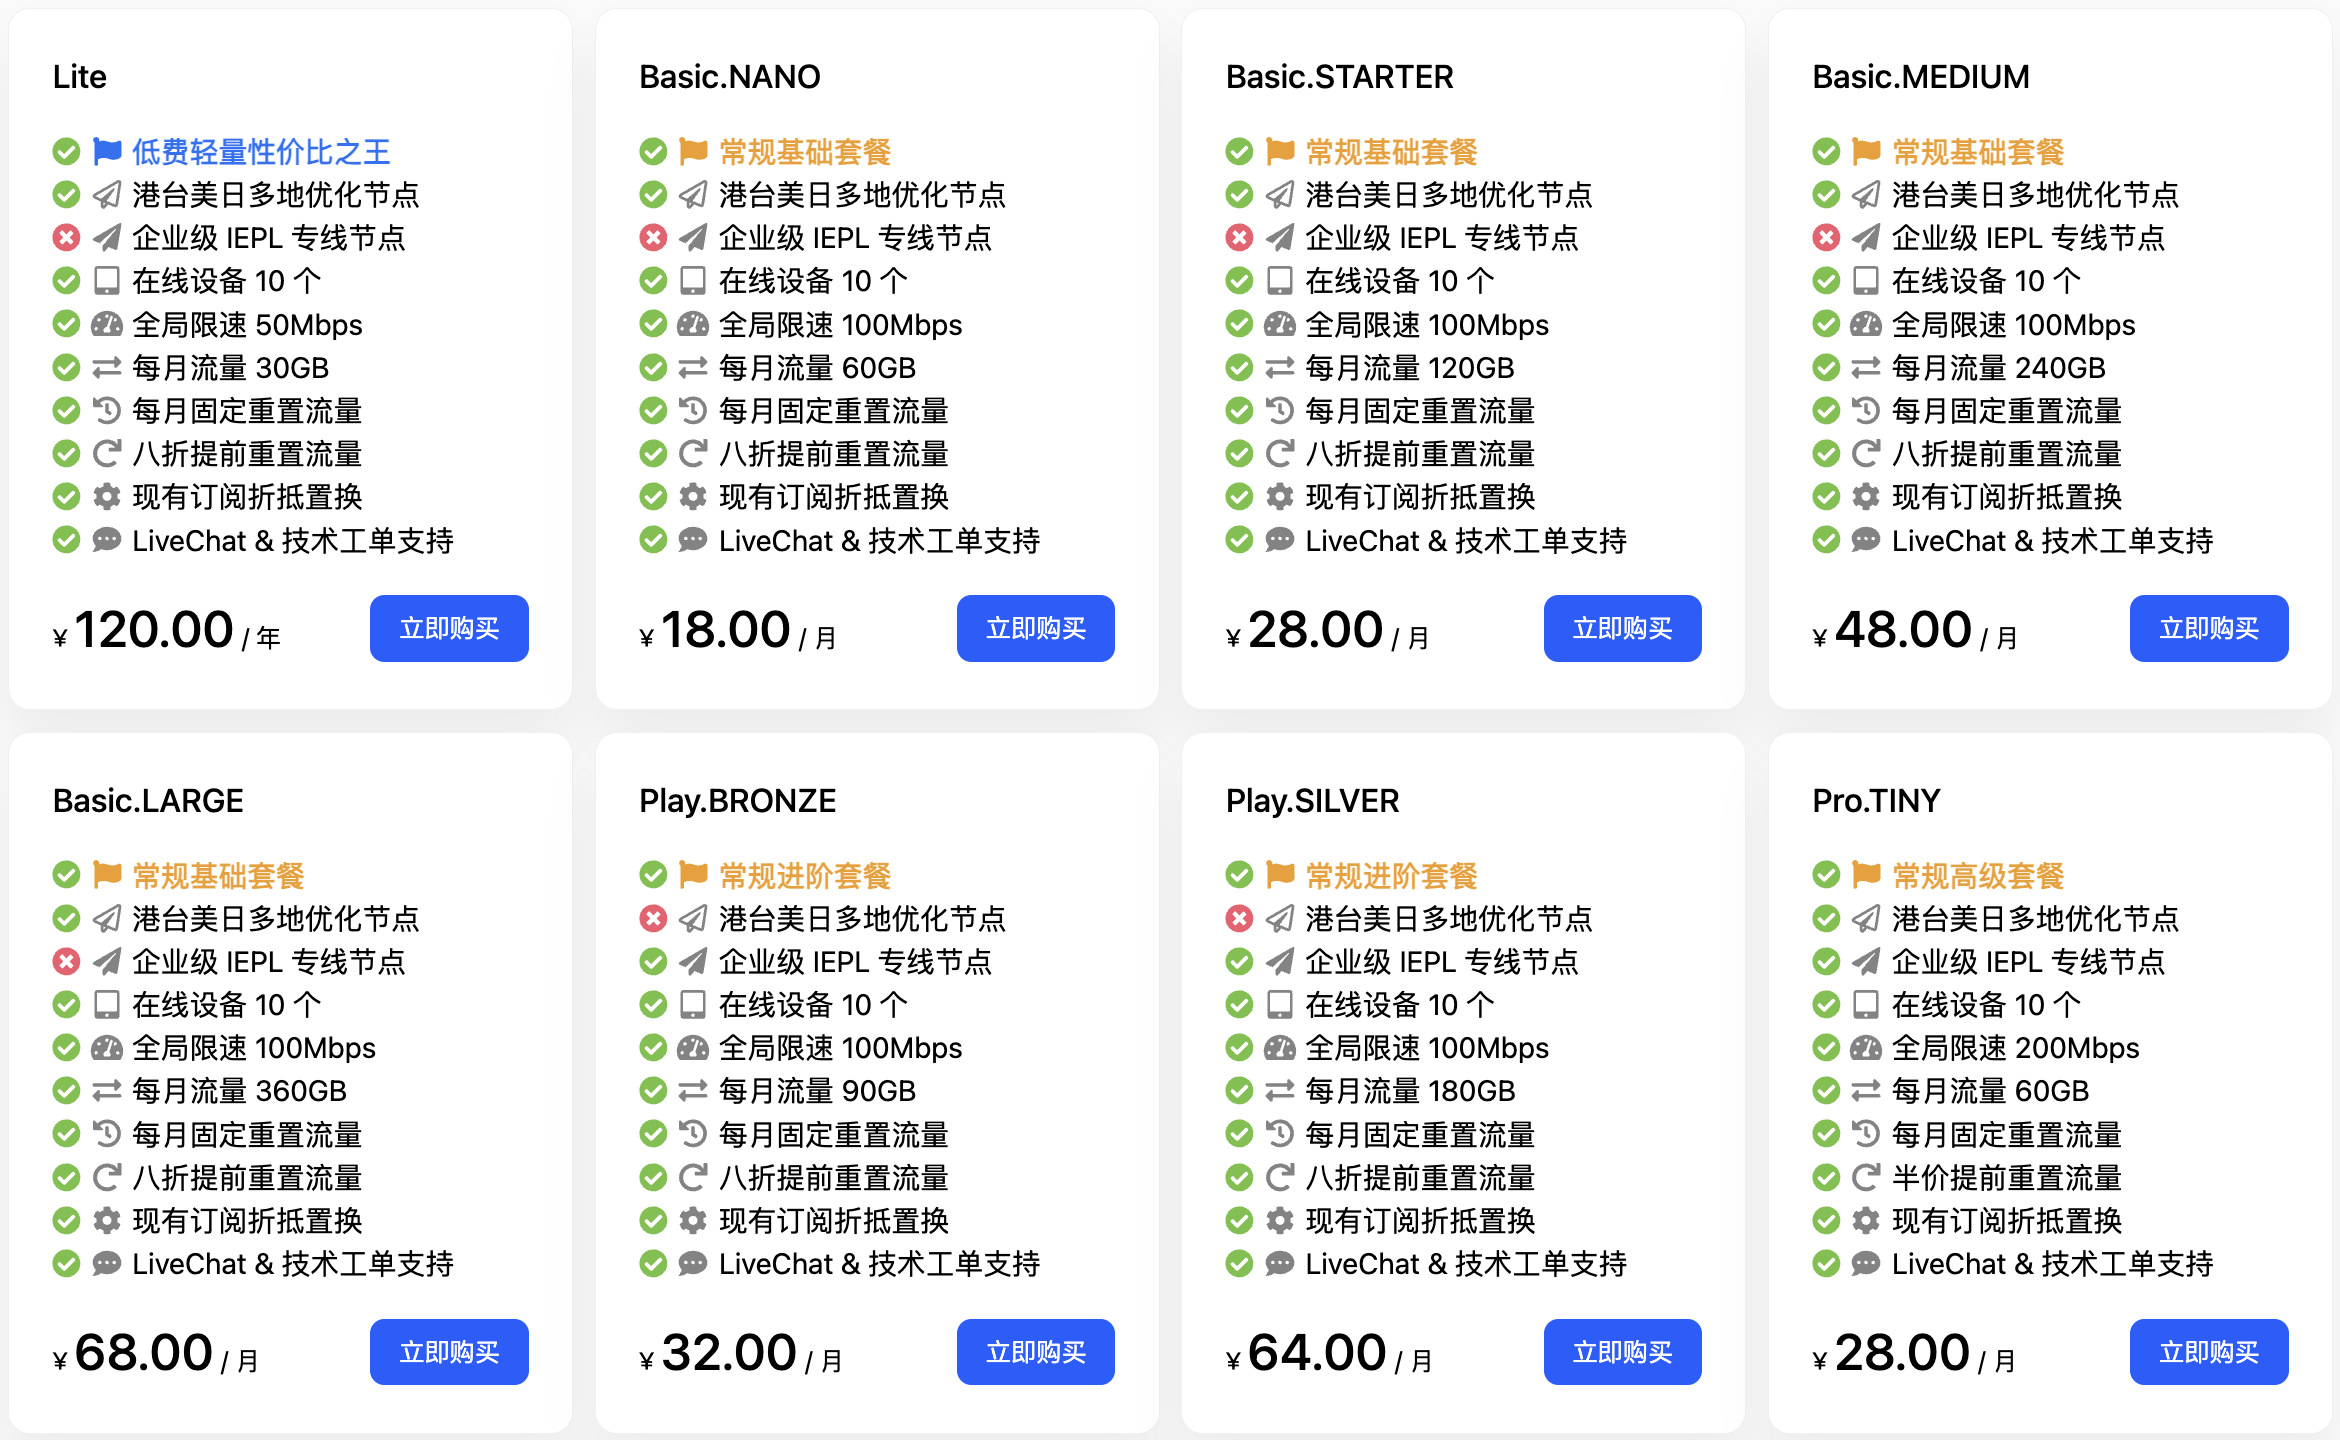 Lite
低费轻量性价比之王
港台美日多地优化节点
企业级 IEPL 专线节点
在线设备 10 个
全局限速 50Mbps
每月流量 30GB
每月固定重置流量
八折提前重置流量
现有订阅折抵置换
LiveChat & 技术工单支持
¥ 120.00 / 年
立即购买
Basic.NANO
常规基础套餐
港台美日多地优化节点
企业级 IEPL 专线节点
在线设备 10 个
全局限速 100Mbps
每月流量 60GB
每月固定重置流量
八折提前重置流量
现有订阅折抵置换
LiveChat & 技术工单支持
¥ 18.00 / 月
立即购买
Basic.STARTER
常规基础套餐
港台美日多地优化节点
企业级 IEPL 专线节点
在线设备 10 个
全局限速 100Mbps
每月流量 120GB
每月固定重置流量
八折提前重置流量
现有订阅折抵置换
LiveChat & 技术工单支持
¥ 28.00 / 月
立即购买
Basic.MEDIUM
常规基础套餐
港台美日多地优化节点
企业级 IEPL 专线节点
在线设备 10 个
全局限速 100Mbps
每月流量 240GB
每月固定重置流量
八折提前重置流量
现有订阅折抵置换
LiveChat & 技术工单支持
¥ 48.00 / 月
立即购买
Basic.LARGE
常规基础套餐
港台美日多地优化节点
企业级 IEPL 专线节点
在线设备 10 个
全局限速 100Mbps
每月流量 360GB
每月固定重置流量
八折提前重置流量
现有订阅折抵置换
LiveChat & 技术工单支持
¥ 68.00 / 月
立即购买
Play.BRONZE
常规进阶套餐
港台美日多地优化节点
企业级 IEPL 专线节点
在线设备 10 个
全局限速 100Mbps
每月流量 90GB
每月固定重置流量
八折提前重置流量
现有订阅折抵置换
LiveChat & 技术工单支持
¥ 32.00 / 月
立即购买
Play.SILVER
常规进阶套餐
港台美日多地优化节点
企业级 IEPL 专线节点
在线设备 10 个
全局限速 100Mbps
每月流量 180GB
每月固定重置流量
八折提前重置流量
现有订阅折抵置换
LiveChat & 技术工单支持
¥ 64.00 / 月
立即购买
Pro.TINY
常规高级套餐
港台美日多地优化节点
企业级 IEPL 专线节点
在线设备 10 个
全局限速 200Mbps
每月流量 60GB
每月固定重置流量
半价提前重置流量
现有订阅折抵置换
LiveChat & 技术工单支持
¥ 28.00 / 月
立即购买